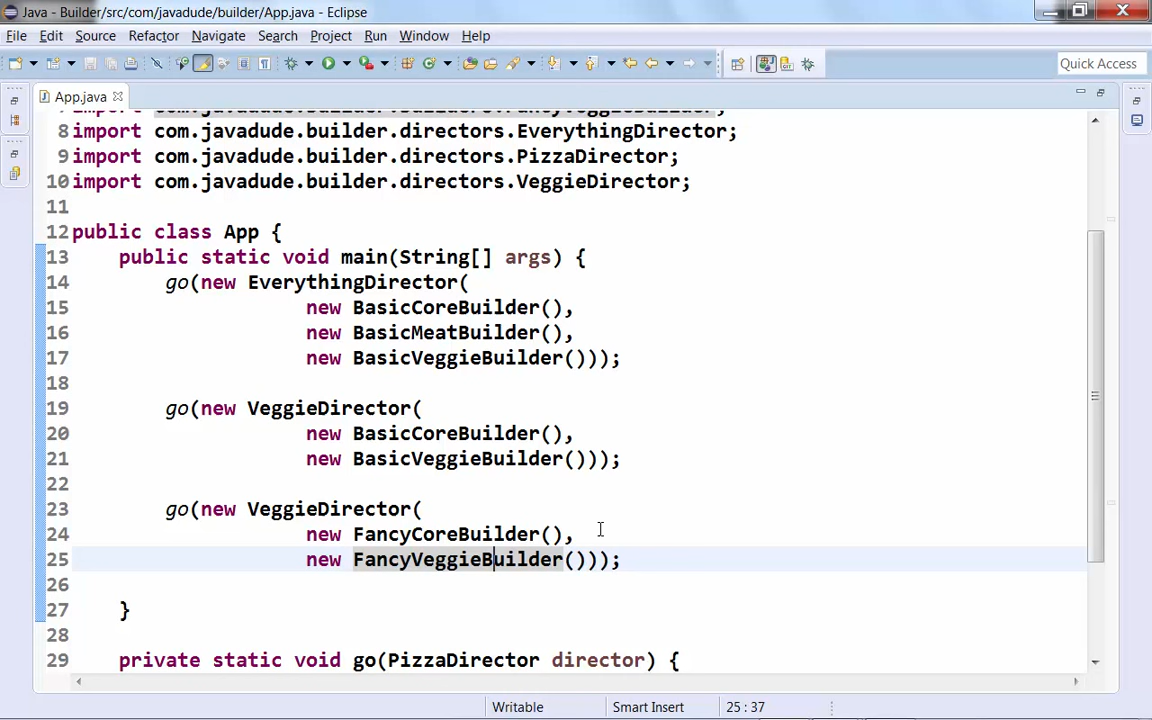 Java - Builder/src/com/javadude/builder/App.java - Eclipse
File Edit Source Refactor Navigate Search Project Run Window Help
Quick Access
App.java
8 import com.javadude.builder.directors.EverythingDirector;
9 import com.javadude.builder.directors.PizzaDirector;
10 import com.javadude.builder.directors.VeggieDirector;
11
12 public class App {
13 public static void main(String[] args) {
14 go(new EverythingDirector(
15 new BasicCoreBuilder(),
16 new BasicMeatBuilder(),
17 new BasicVeggieBuilder()));
18
19 go(new VeggieDirector(
20 new BasicCoreBuilder(),
21 new BasicVeggieBuilder()));
22
23 go(new VeggieDirector(
24 new FancyCoreBuilder(),
25 new FancyVeggieBuilder()));
26
27 }
28
29 private static void go(PizzaDirector director) {
Writable Smart Insert 25 : 37